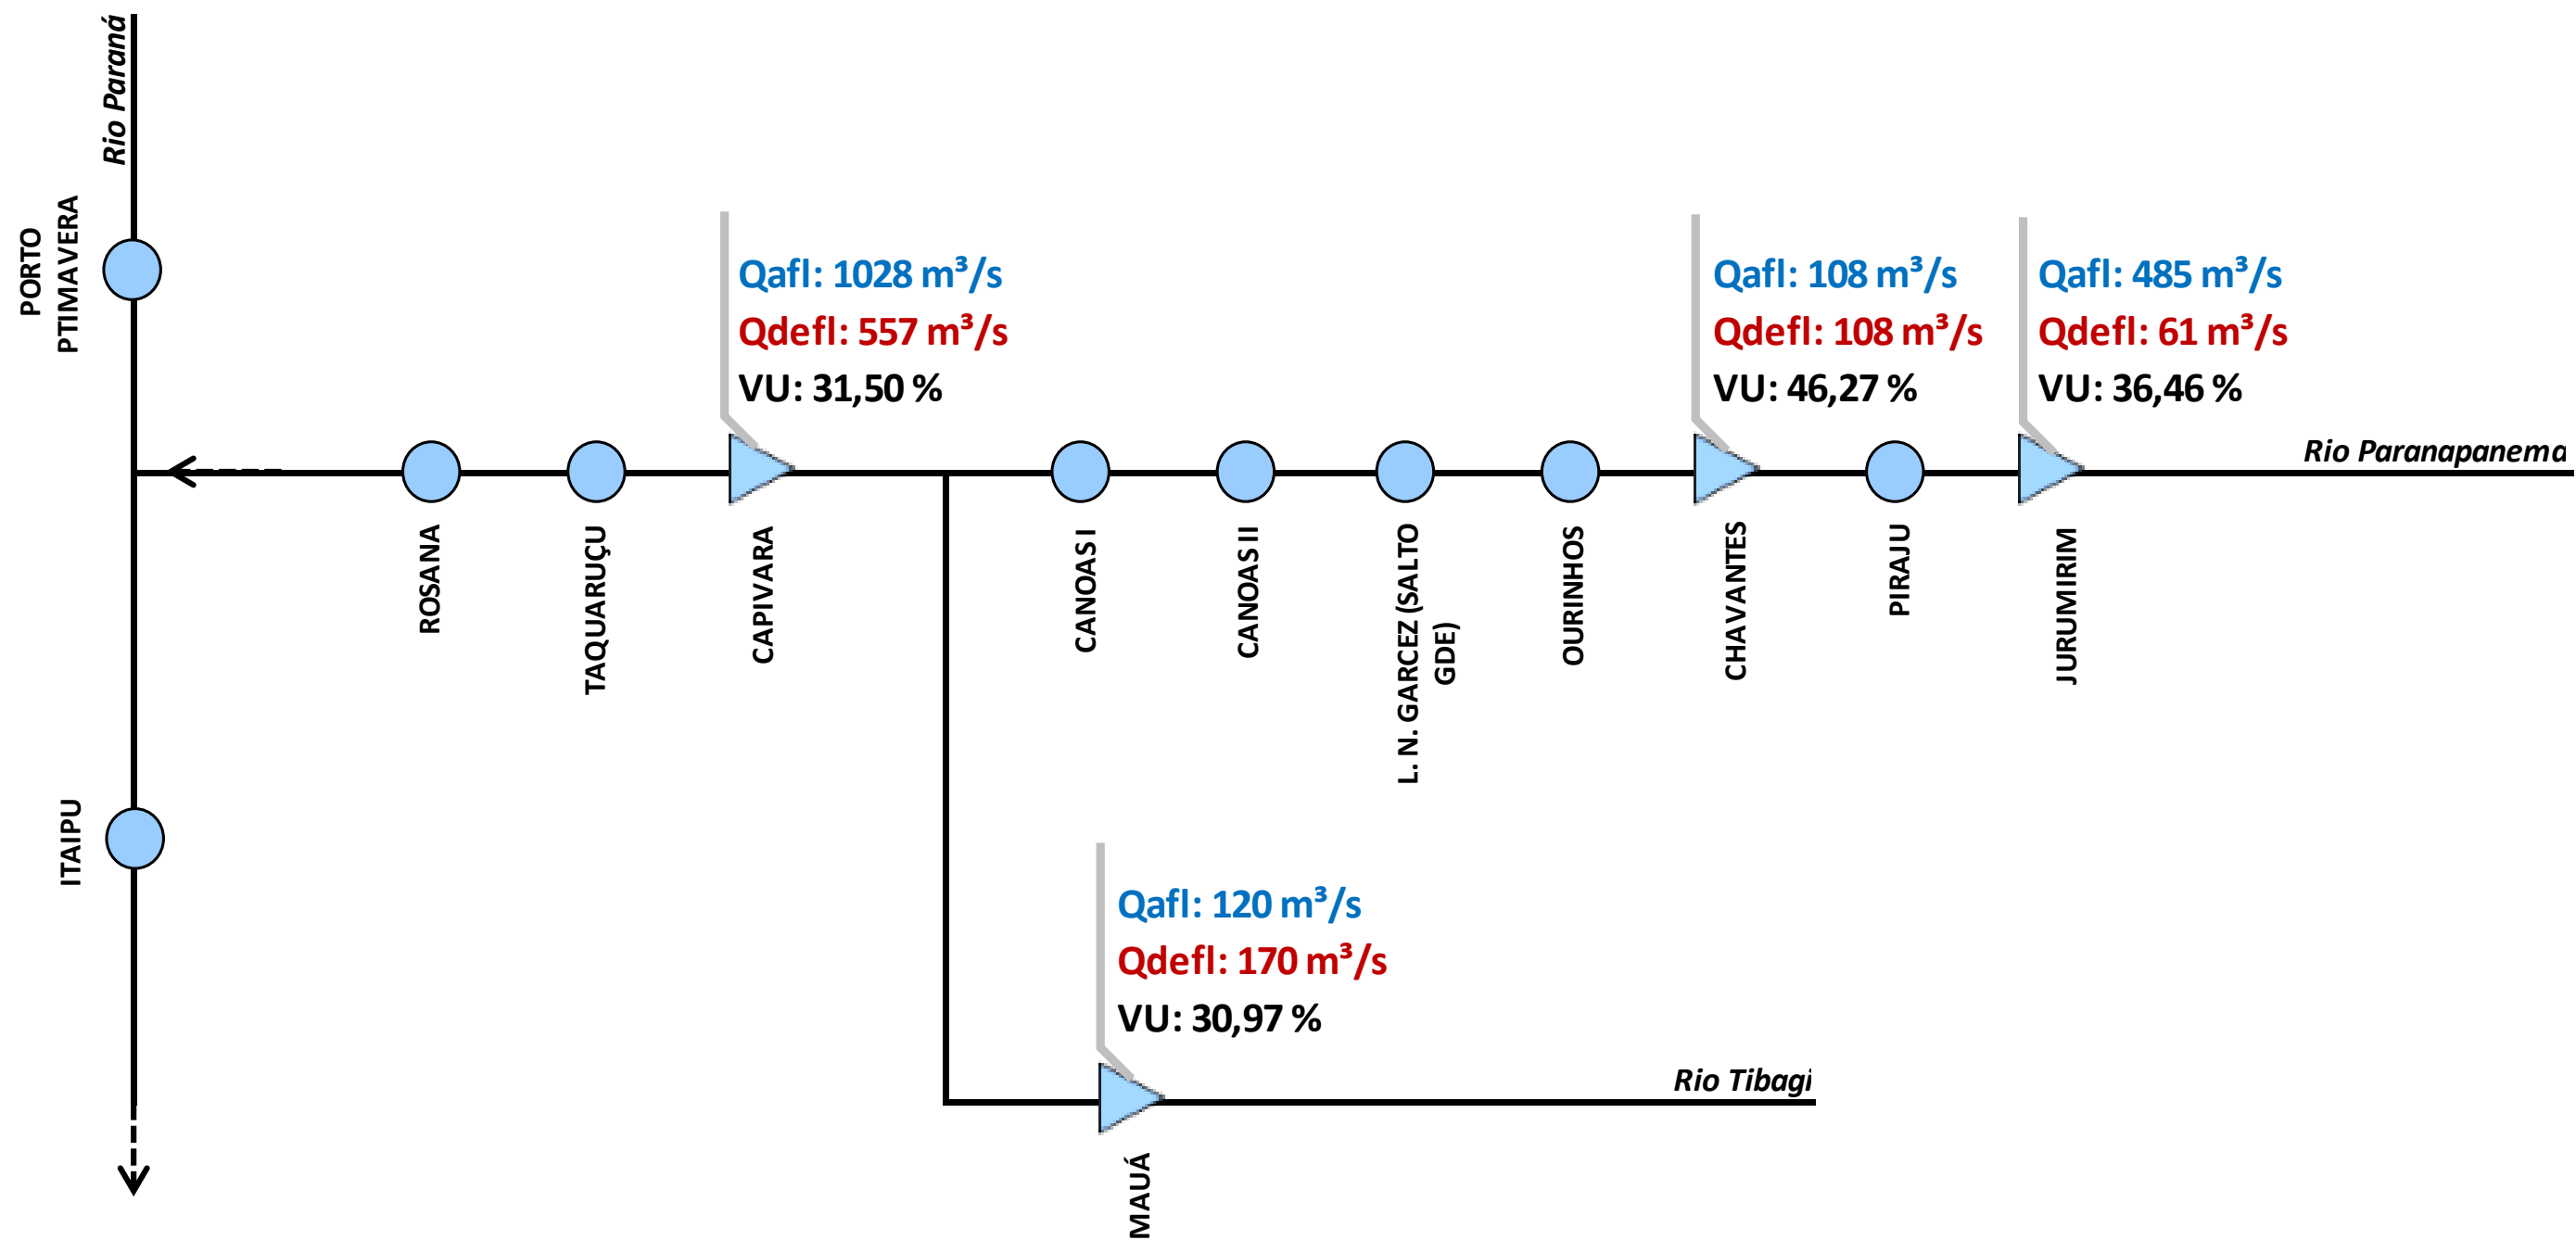 Rio Paraná
PORTO
PTIMAVERA
Qafl: 1028 m³/s
Qdefl: 557 m³/s
VU: 31,50 %
Qafl: 108 m³/s
Qdefl: 108 m³/s
VU: 46,27 %
Qafl: 485 m³/s
Qdefl: 61 m³/s
VU: 36,46 %
Rio Paranapanema
ROSANA
TAQUARUÇU
CAPIVARA
CANOAS I
CANOAS II
L. N. GARCEZ (SALTO
GDE)
OURINHOS
CHAVANTES
PIRAJU
JURUMIRIM
ITAIPU
Qafl: 120 m³/s
Qdefl: 170 m³/s
VU: 30,97 %
Rio Tibagi
MAUÁ